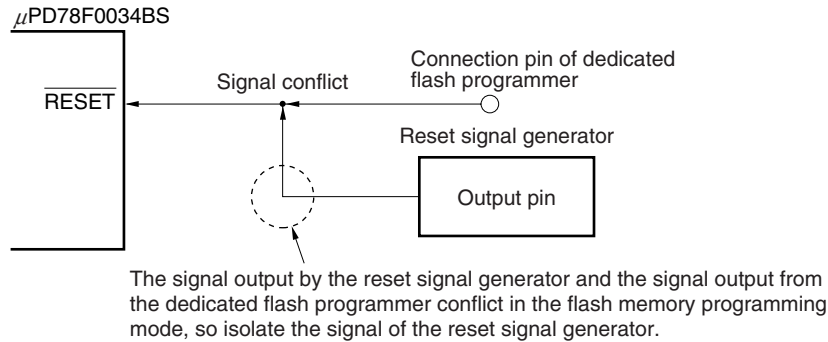 μPD78F0034BS
Connection pin of dedicated
flash programmer
Signal conflict
RESET
Reset signal generator
Output pin
The signal output by the reset signal generator and the signal output from
the dedicated flash programmer conflict in the flash memory programming
mode, so isolate the signal of the reset signal generator.